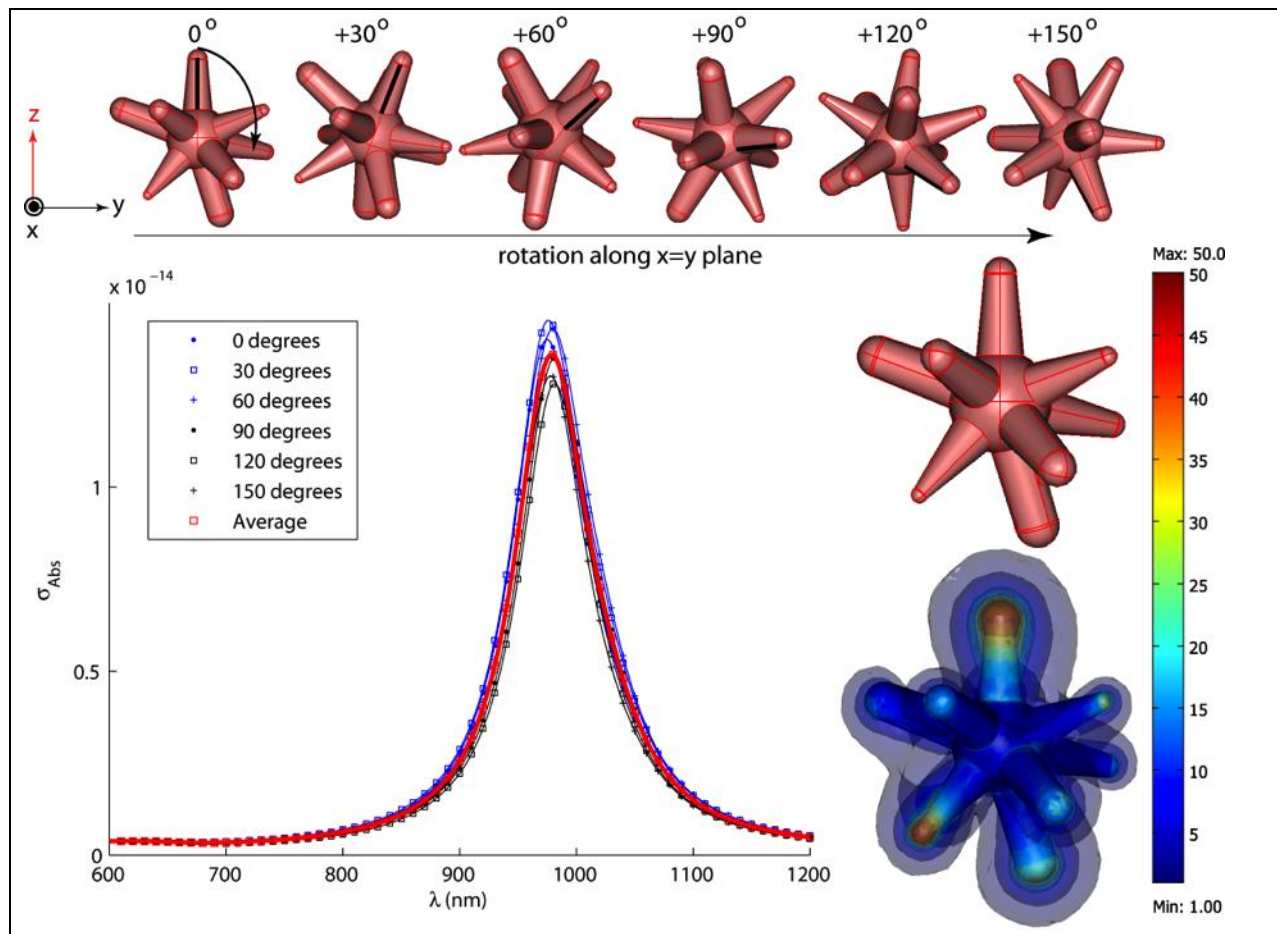 0° +30° +60° +90° +120° +150°
z
y
x
rotation along x=y plane
x 10⁻¹⁴
0 degrees
30 degrees
60 degrees
90 degrees
120 degrees
150 degrees
Average
1
0.5
0
σAbs
600 700 800 900 1000 1100 1200
λ (nm)
Max: 50.0
50
45
40
35
30
25
20
15
10
5
Min: 1.00